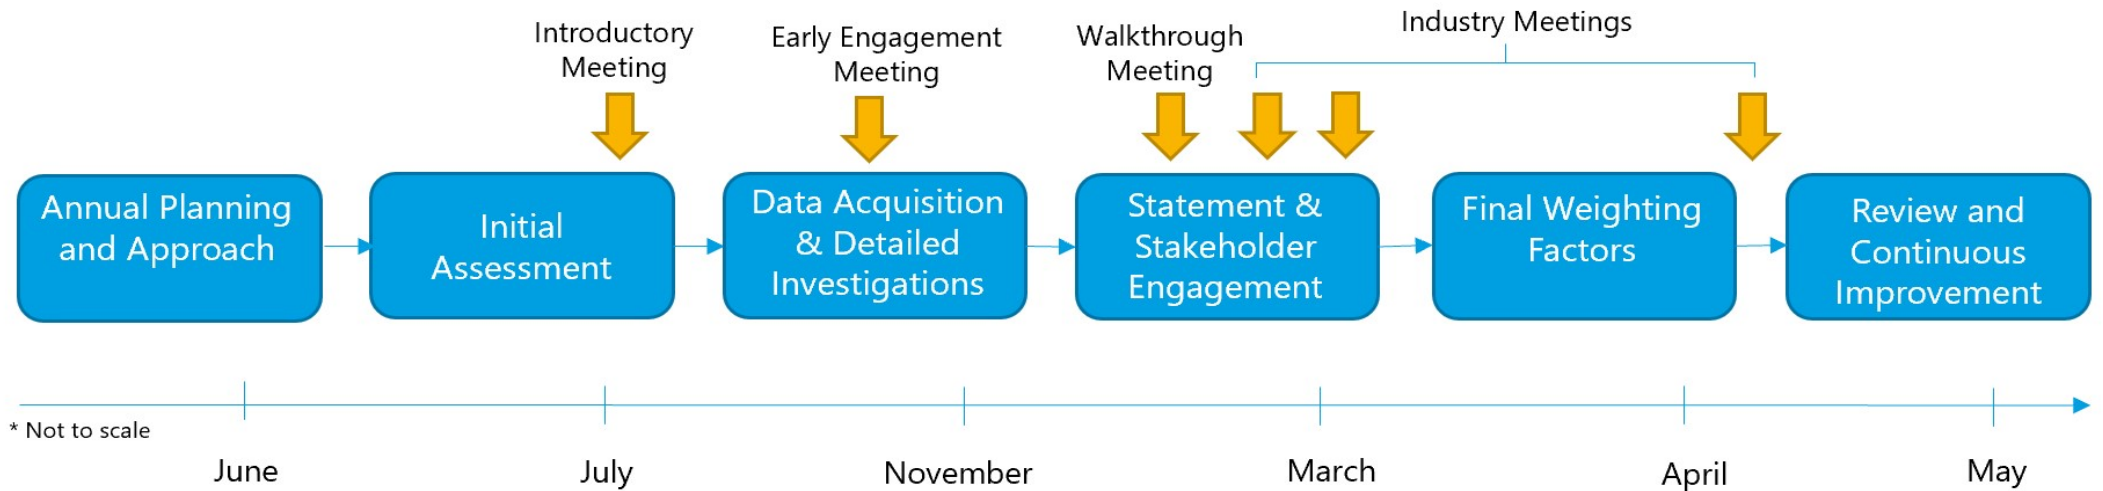 Introductory
Meeting
Early Engagement
Meeting
Walkthrough
Meeting
Industry Meetings
Annual Planning
and Approach
Initial
Assessment
Data Acquisition
& Detailed
Investigations
Statement &
Stakeholder
Engagement
Final Weighting
Factors
Review and
Continuous
Improvement
* Not to scale
June
July
November
March
April
May